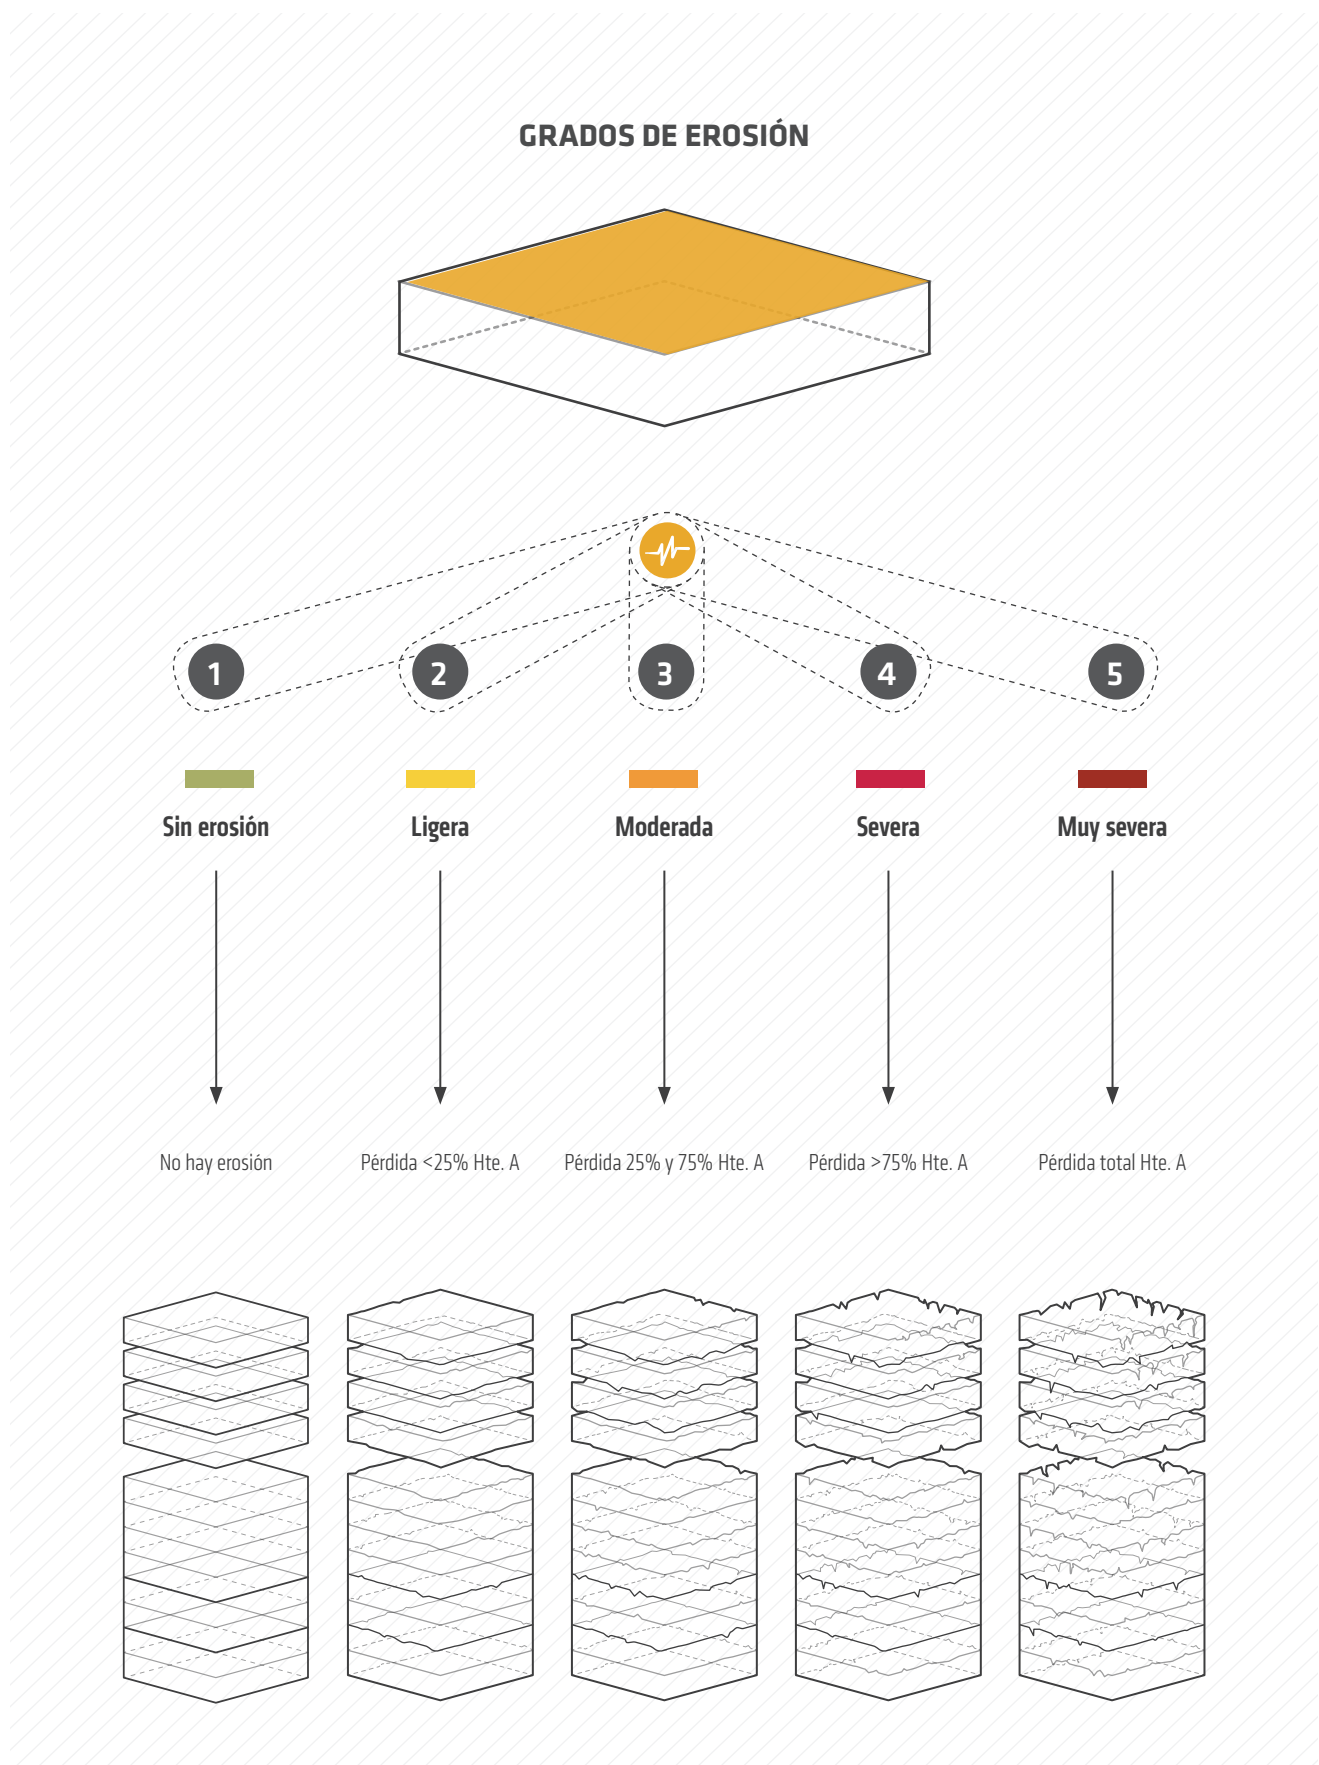 GRADOS DE EROSIÓN
1
2
3
4
5
Sin erosión
Ligera
Moderada
Severa
Muy severa
No hay erosión
Pérdida <25% Hte. A
Pérdida 25% y 75% Hte. A
Pérdida >75% Hte. A
Pérdida total Hte. A